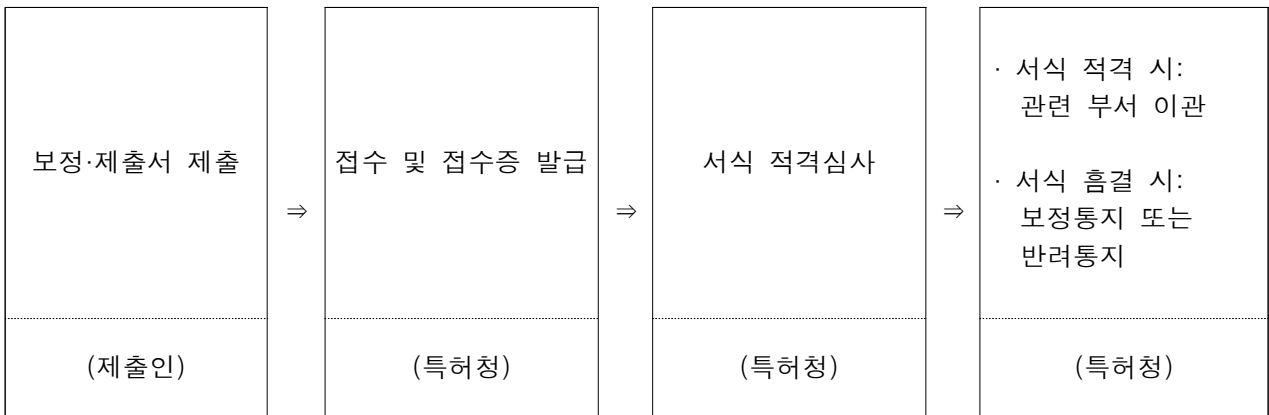 보정·제출서 제출
(제출인)
⇒
접수 및 접수증 발급
(특허청)
⇒
서식 적격심사
(특허청)
⇒
· 서식 적격 시:
관련 부서 이관
· 서식 흠결 시:
보정통지 또는
반려통지
(특허청)